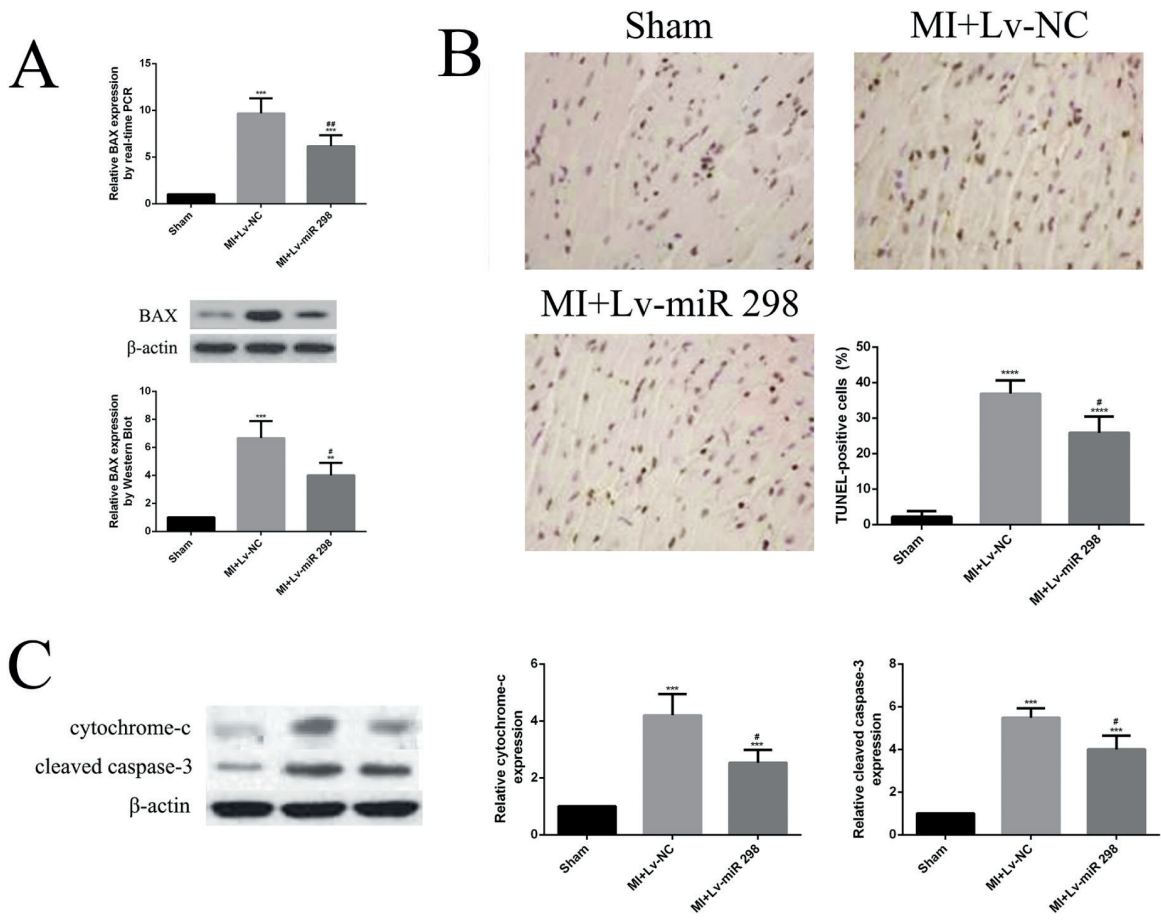 A
Relative BAX expression
by real-time PCR
15
10
5
0
***
##
***
Sham
MI+Lv-NC
MI+Lv-miR 298
BAX
β-actin
Relative BAX expression
by Western Blot
8
6
4
2
0
***
#
**
Sham
MI+Lv-NC
MI+Lv-miR 298
B
Sham
MI+Lv-NC
MI+Lv-miR 298
TUNEL-positive cells (%)
50
40
30
20
10
0
****
#
****
Sham
MI+Lv-NC
MI+Lv-miR 298
C
cytochrome-c
cleaved caspase-3
β-actin
Relative cytochrome-c
expression
6
4
2
0
***
#
***
Sham
MI+Lv-NC
MI+Lv-miR 298
Relative cleaved caspase-3
expression
8
6
4
2
0
***
#
***
Sham
MI+Lv-NC
MI+Lv-miR 298